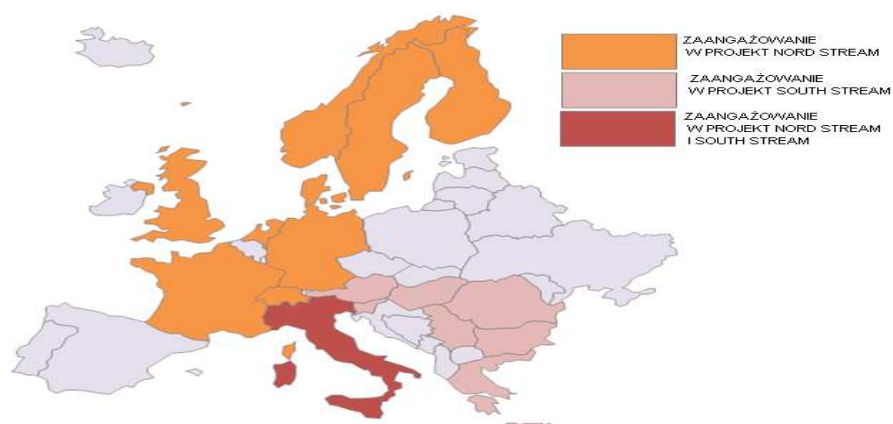 ZAANGAŻOWANIE
W PROJEKT NORD STREAM
ZAANGAŻOWANIE
W PROJEKT SOUTH STREAM
ZAANGAŻOWANIE
W PROJEKT NORD STREAM
I SOUTH STREAM